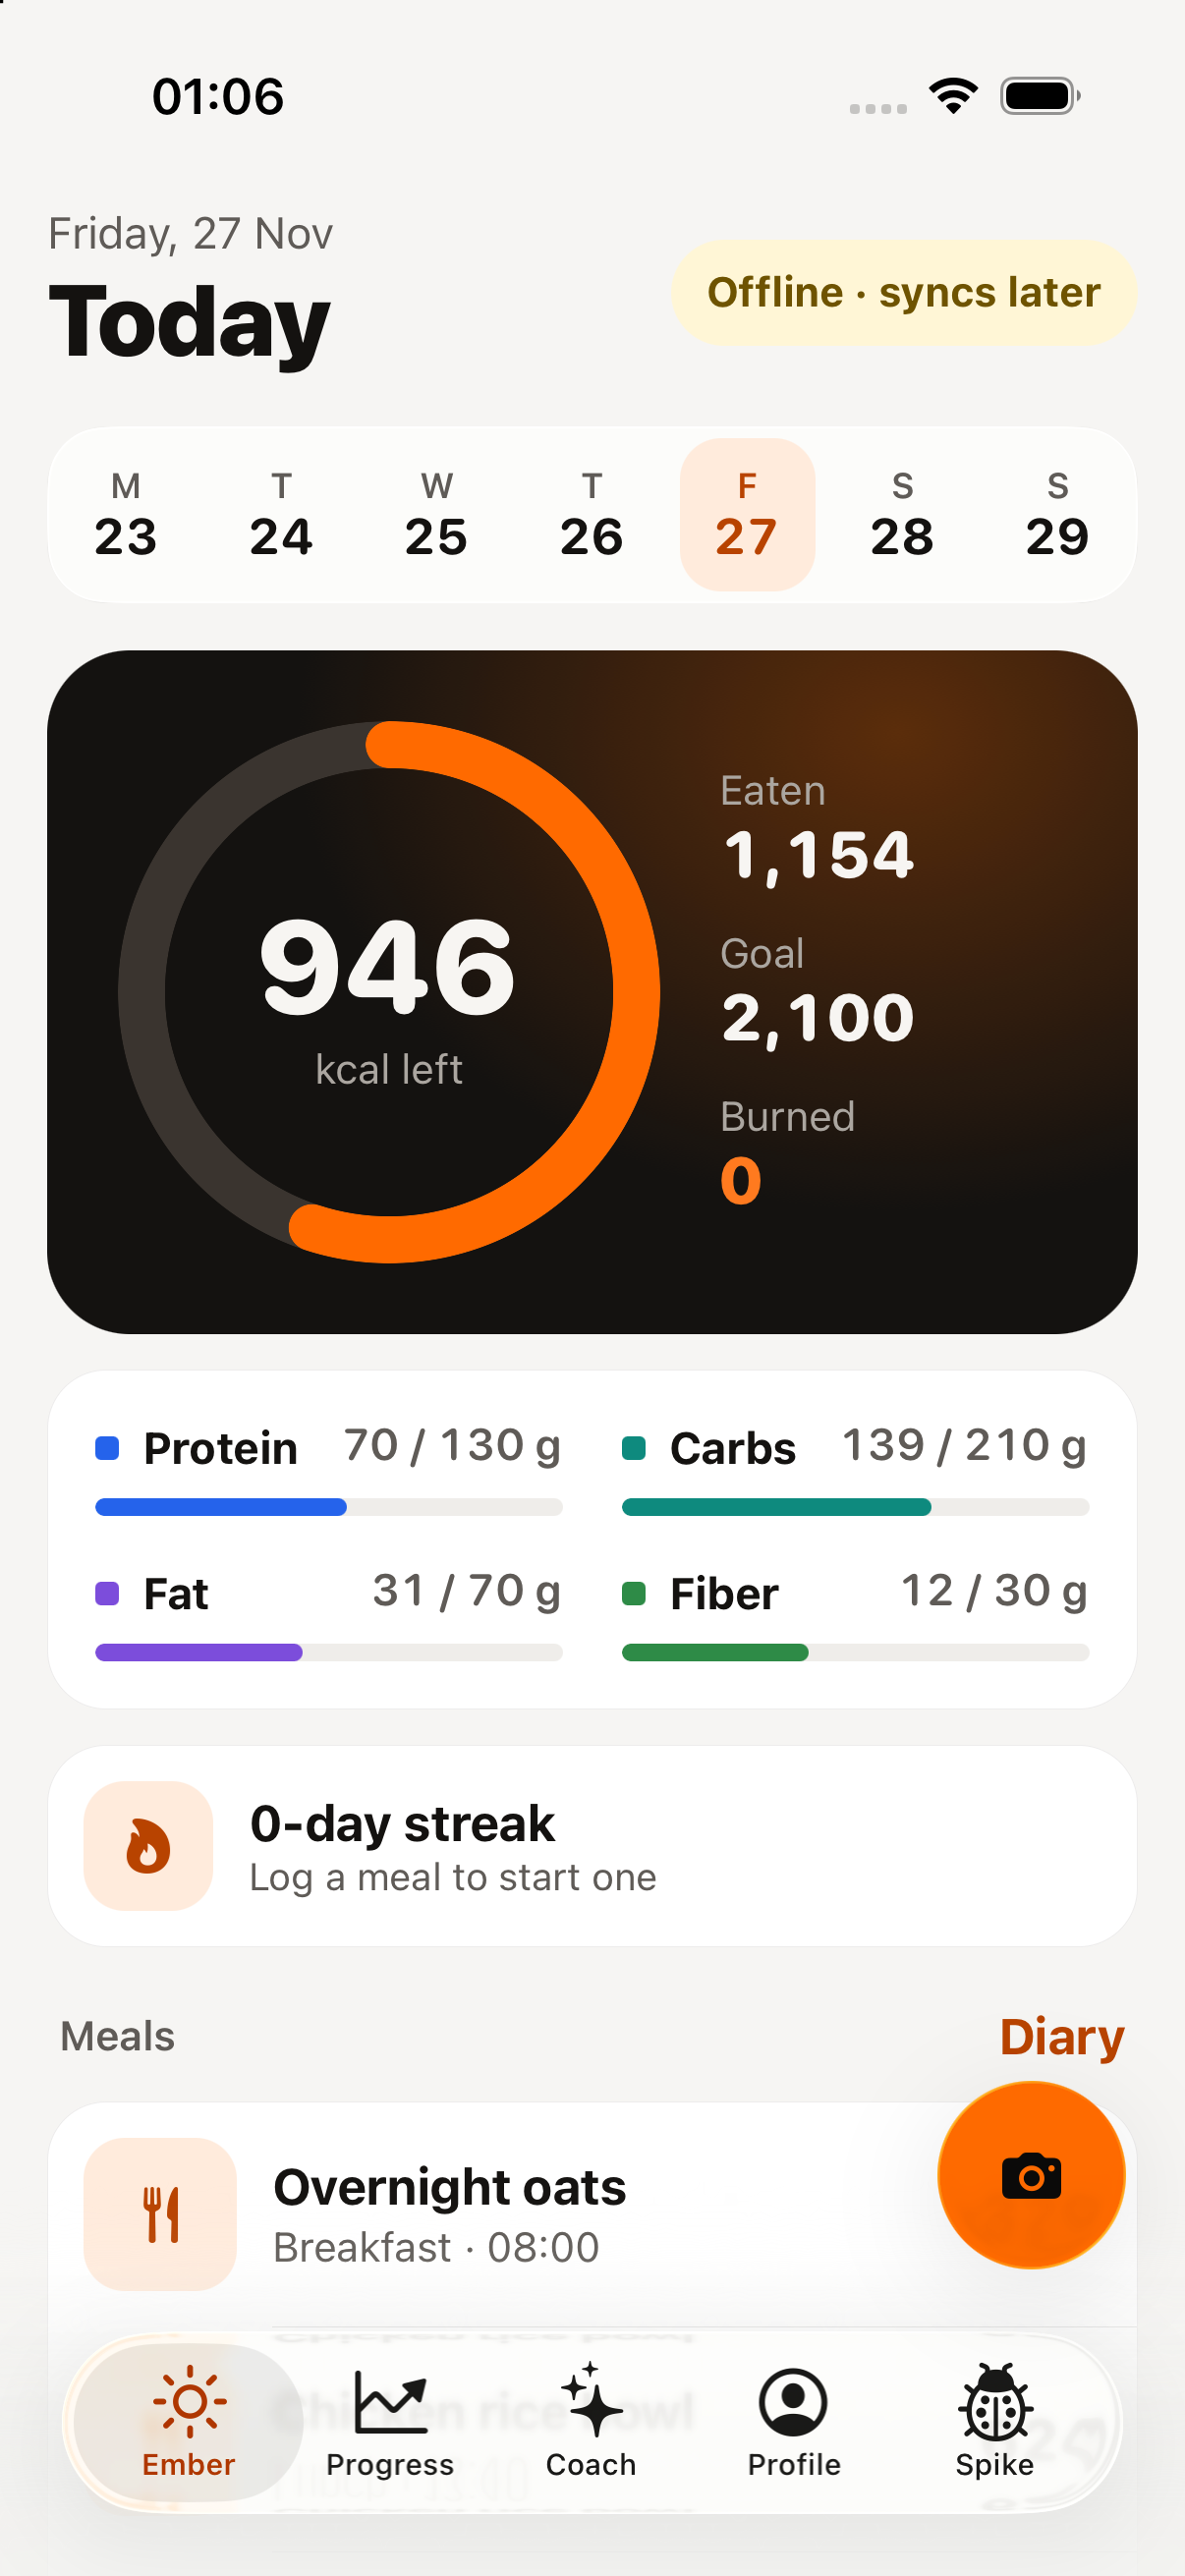 01:06
Friday, 27 Nov
Today
Offline · syncs later
M T W T F S S
23 24 25 26 27 28 29
946
kcal left
Eaten
1,154
Goal
2,100
Burned
0
Protein 70 / 130 g
Carbs 139 / 210 g
Fat 31 / 70 g
Fiber 12 / 30 g
0-day streak
Log a meal to start one
Meals
Diary
Overnight oats
Breakfast · 08:00
Chicken rice bowl
Ember
Progress
Coach
Profile
Spike